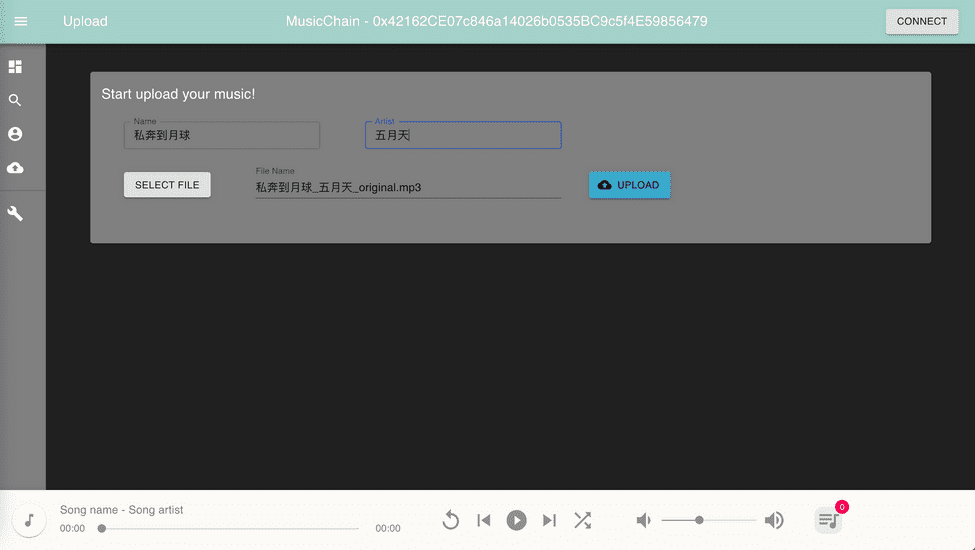 Upload
MusicChain - 0x42162CE07c846a14026b0535BC9c5f4E59856479
CONNECT
Start upload your music!
Name
私奔到月球
Artist
五月天
SELECT FILE
File Name
私奔到月球_五月天_original.mp3
UPLOAD
Song name - Song artist
00:00
00:00
0